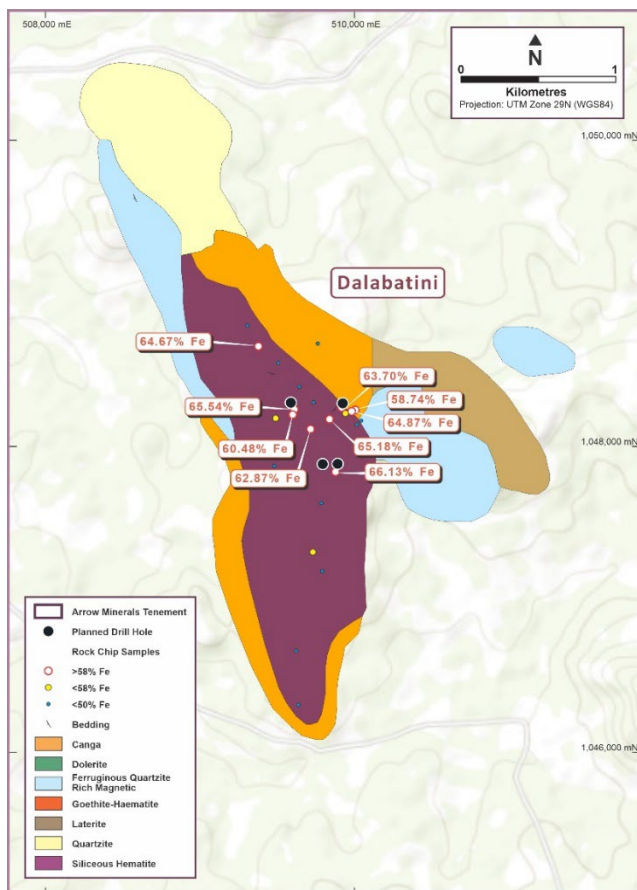 508,000 mE
510,000 mE
N
0 1
Kilometres
Projection: UTM Zone 29N (WGS84)
1,050,000 mN
Dalabatini
64.67% Fe
63.70% Fe
58.74% Fe
65.54% Fe
64.87% Fe
60.48% Fe
65.18% Fe
1,048,000 mN
62.87% Fe
66.13% Fe
Arrow Minerals Tenement
Planned Drill Hole
Rock Chip Samples
>58% Fe
<58% Fe
<50% Fe
Bedding
Canga
Dolerite
Ferruginous Quartzite
Rich Magnetic
Goethite-Haematite
Laterite
Quartzite
Siliceous Hematite
1,046,000 mN